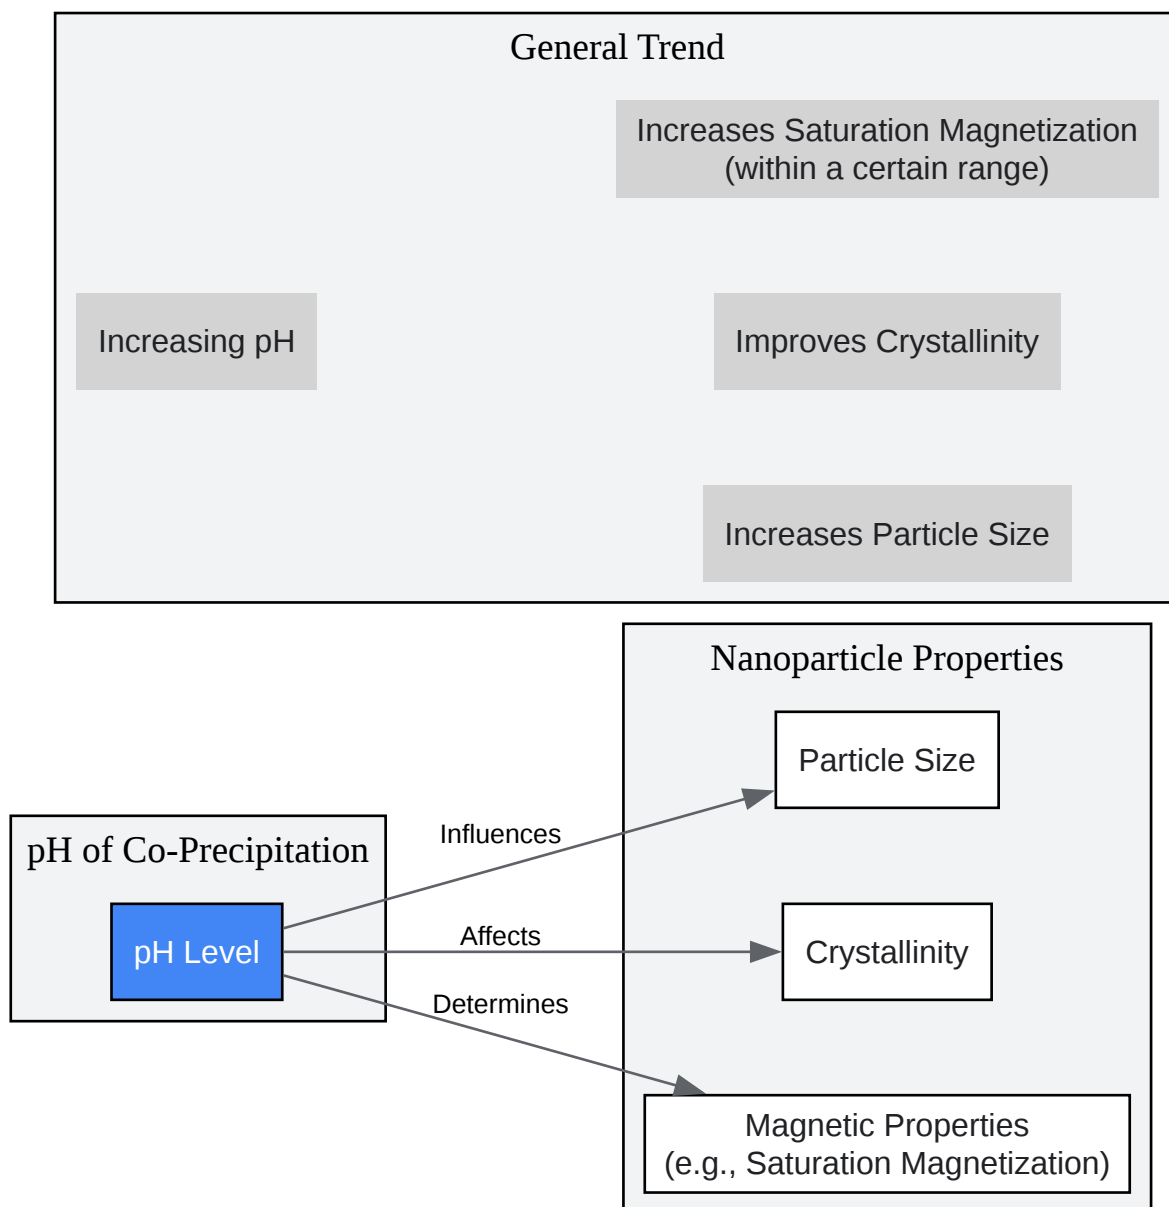 General Trend
Increases Saturation Magnetization
(within a certain range)
Increasing pH
Improves Crystallinity
Increases Particle Size
Nanoparticle Properties
Particle Size
Influences
pH of Co-Precipitation
pH Level
Affects
Crystallinity
Determines
Magnetic Properties
(e.g., Saturation Magnetization)